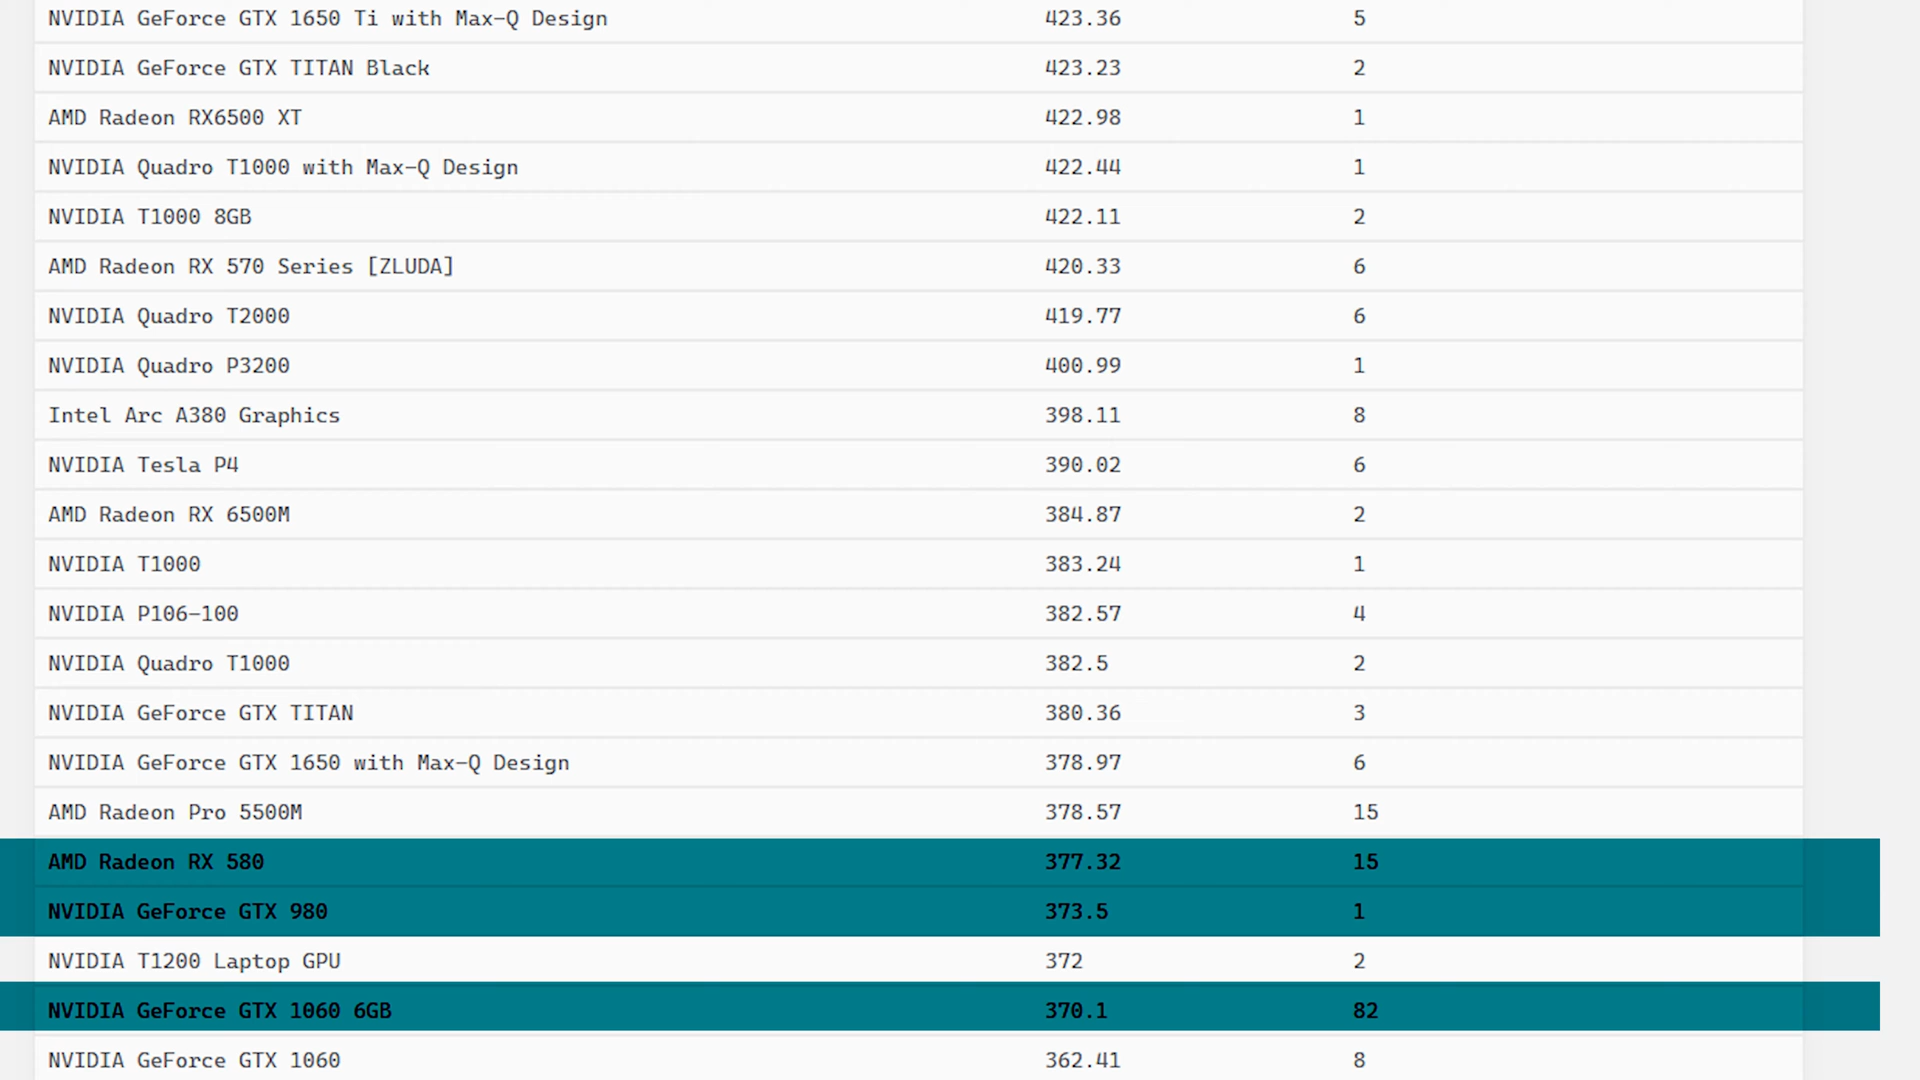 NVIDIA GeForce GTX 1650 Ti with Max-Q Design 423.36 5
NVIDIA GeForce GTX TITAN Black 423.23 2
AMD Radeon RX6500 XT 422.98 1
NVIDIA Quadro T1000 with Max-Q Design 422.44 1
NVIDIA T1000 8GB 422.11 2
AMD Radeon RX 570 Series [ZLUDA] 420.33 6
NVIDIA Quadro T2000 419.77 6
NVIDIA Quadro P3200 400.99 1
Intel Arc A380 Graphics 398.11 8
NVIDIA Tesla P4 390.02 6
AMD Radeon RX 6500M 384.87 2
NVIDIA T1000 383.24 1
NVIDIA P106-100 382.57 4
NVIDIA Quadro T1000 382.5 2
NVIDIA GeForce GTX TITAN 380.36 3
NVIDIA GeForce GTX 1650 with Max-Q Design 378.97 6
AMD Radeon Pro 5500M 378.57 15
AMD Radeon RX 580 377.32 15
NVIDIA GeForce GTX 980 373.5 1
NVIDIA T1200 Laptop GPU 372 2
NVIDIA GeForce GTX 1060 6GB 370.1 82
NVIDIA GeForce GTX 1060 362.41 8